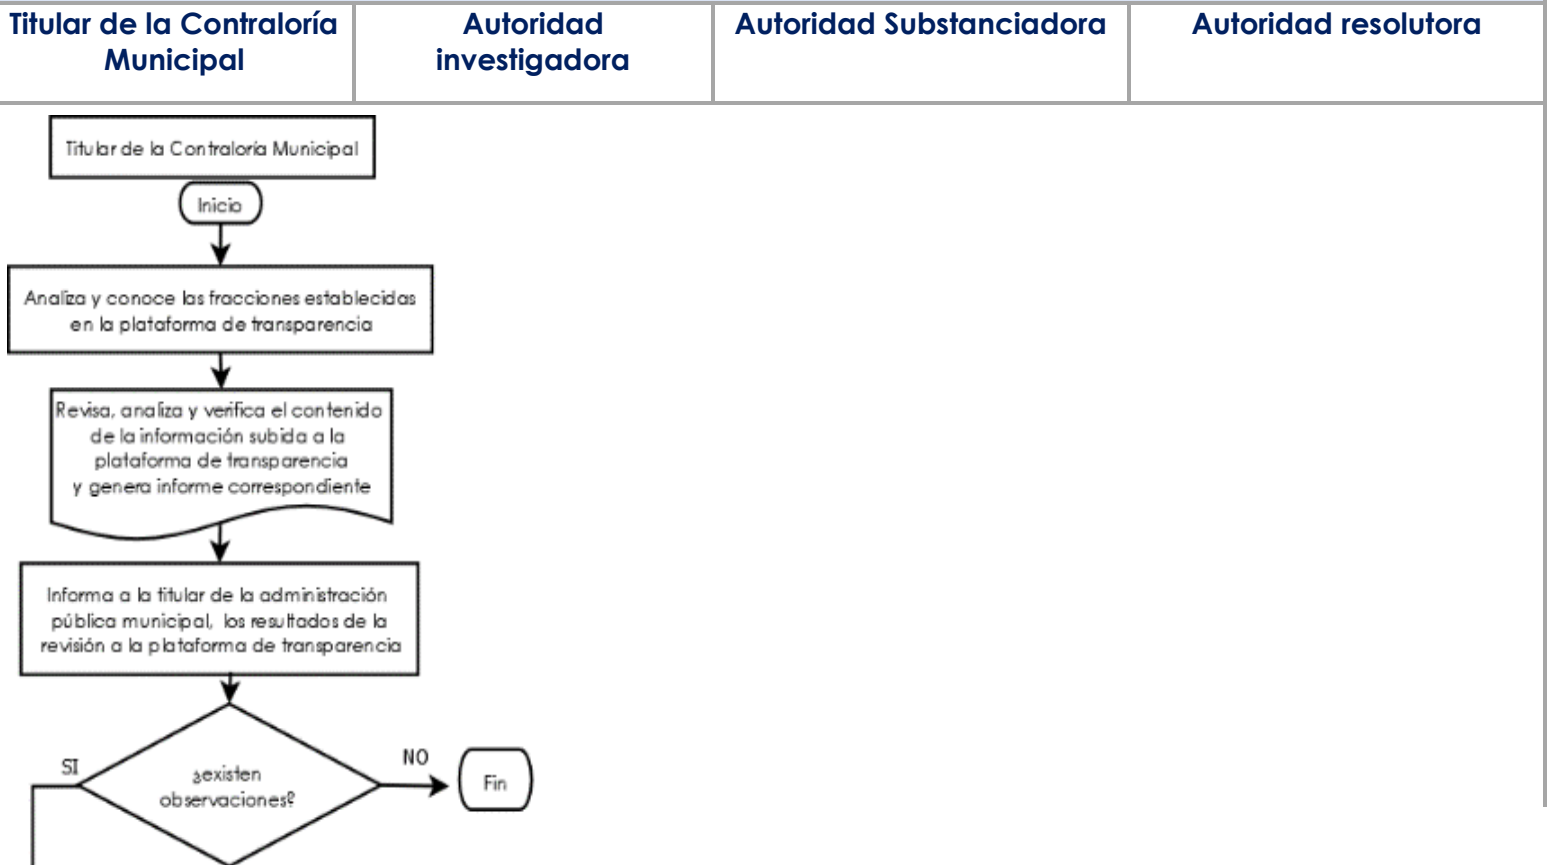 Titular de la Contraloría
Municipal
Autoridad
investigadora
Autoridad Substanciadora
Autoridad resolutora
Titular de la Contraloría Municipal
Inicio
Analiza y conoce las fracciones establecidas
en la plataforma de transparencia
Revisa, analiza y verifica el contenido
de la información subida a la
plataforma de transparencia
y genera informe correspondiente
Informa a la titular de la administración
pública municipal, los resultados de la
revisión a la plataforma de transparencia
SI
¿existen
observaciones?
NO
Fin